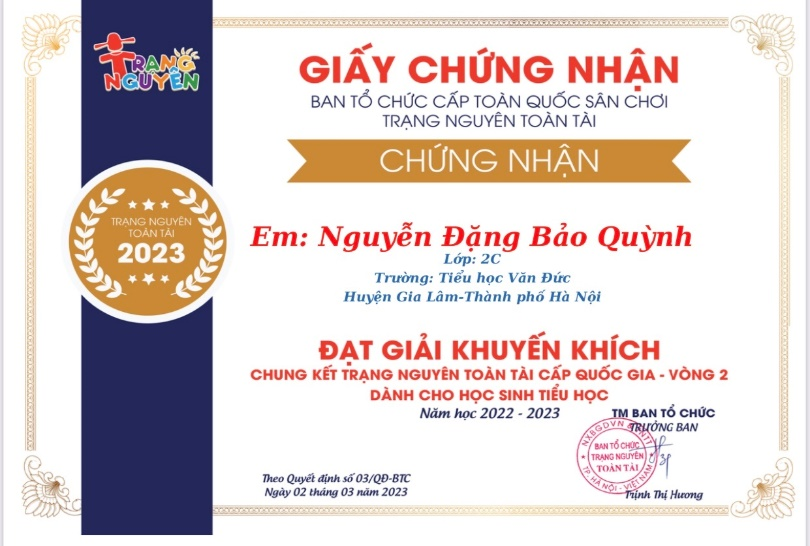 TRẠNG
NGUYÊN
GIẤY CHỨNG NHẬN
BAN TỔ CHỨC CẤP TOÀN QUỐC SÂN CHƠI
TRẠNG NGUYÊN TOÀN TÀI
CHỨNG NHẬN
TRẠNG NGUYÊN
TOÀN TÀI
2023
Em: Nguyễn Đặng Bảo Quỳnh
Lớp: 2C
Trường: Tiểu học Văn Đức
Huyện Gia Lâm-Thành phố Hà Nội
ĐẠT GIẢI KHUYẾN KHÍCH
CHUNG KẾT TRẠNG NGUYÊN TOÀN TÀI CẤP QUỐC GIA - VÒNG 2
DÀNH CHO HỌC SINH TIỂU HỌC
Năm học 2022 - 2023
TM BAN TỔ CHỨC
TRƯỞNG BAN
BAN TỔ CHỨC
TRẠNG NGUYÊN
TOÀN TÀI
TP. HÀ NỘI - VIỆT NAM
Theo Quyết định số 03/QĐ-BTC
Ngày 02 tháng 03 năm 2023
Trịnh Thị Hương